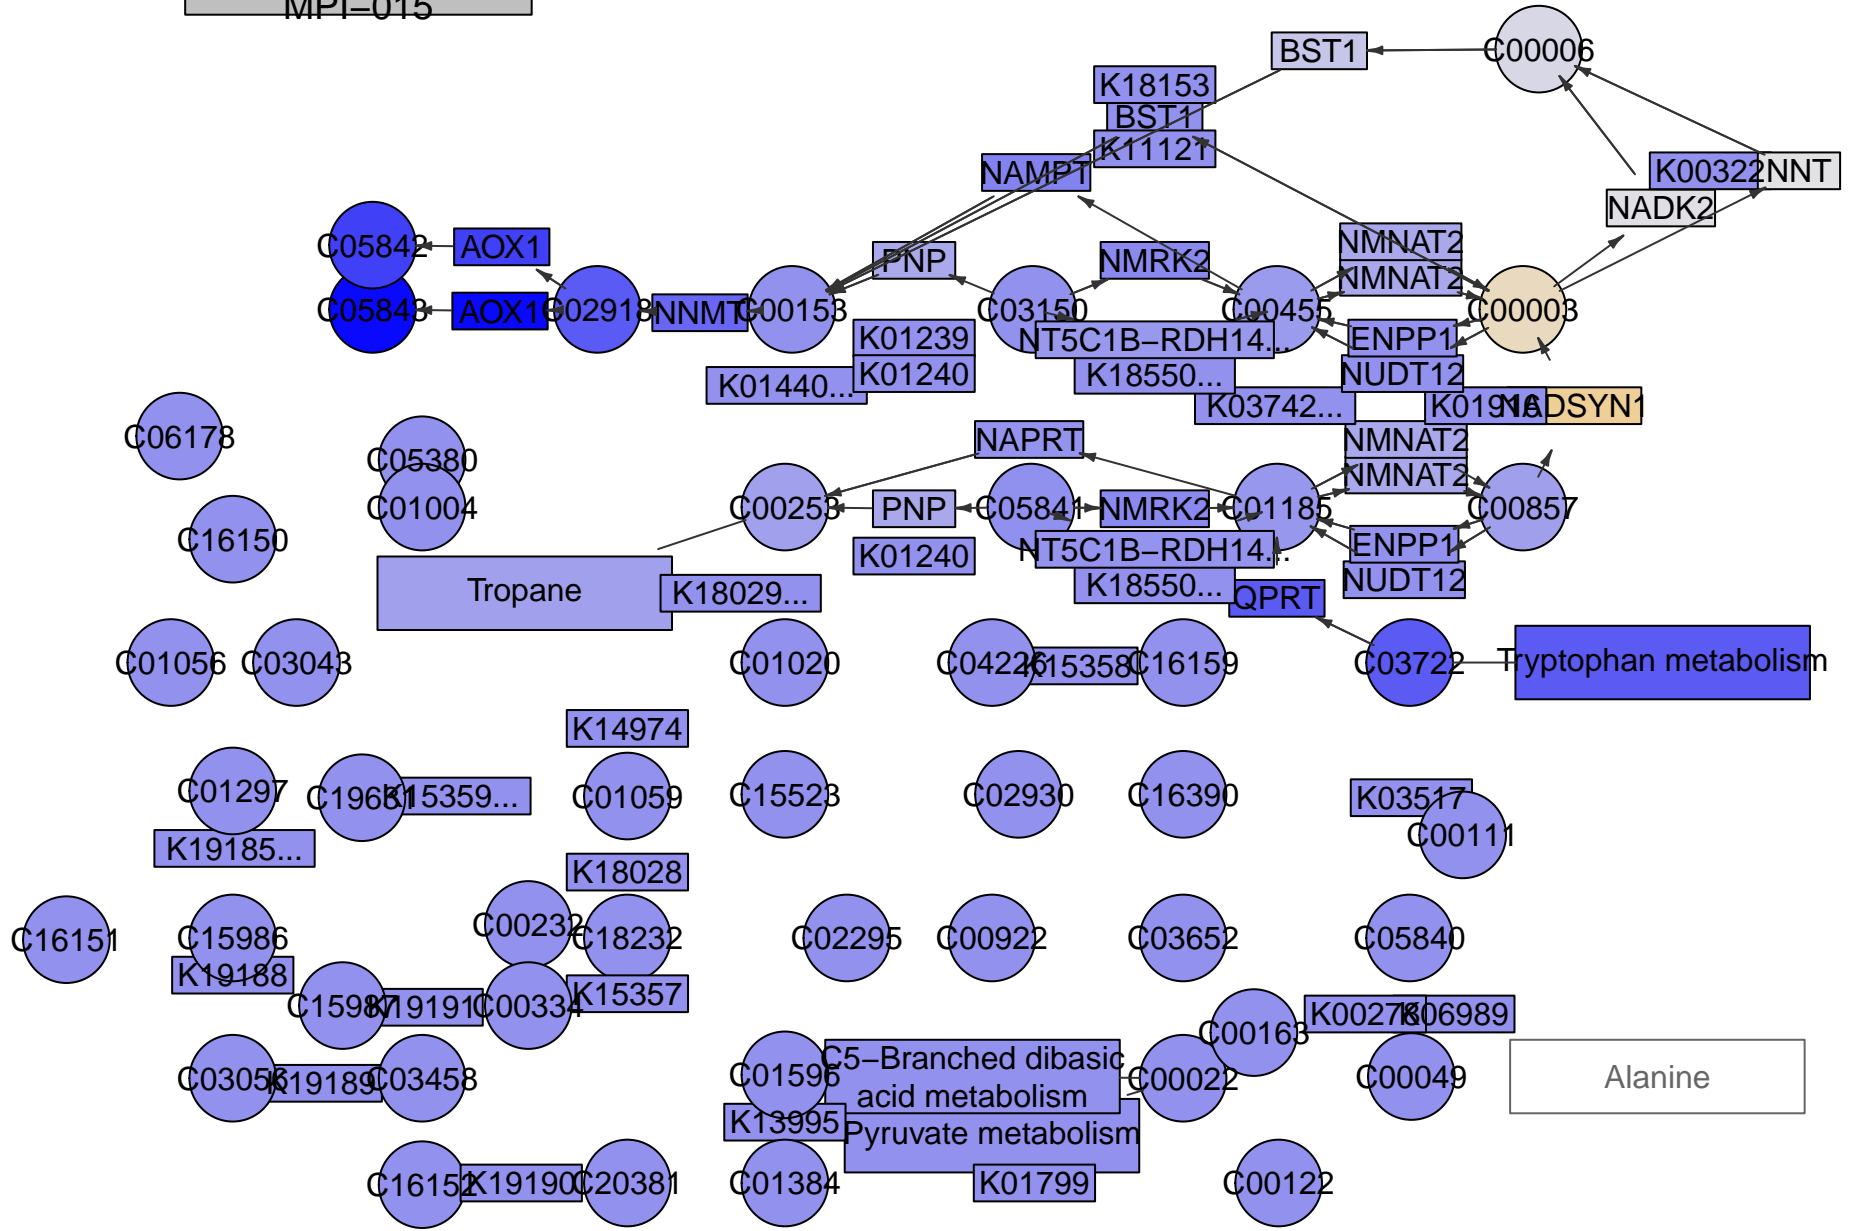 MPI−015
C00006
BST1
K18153
BST1
K11121
NAMPT
K00322
NNT
NADK2
C05842
AOX1
PNP
NMRK2
NMNAT2
NMNAT2
C05843
AOX1
C02918
NNMT
C00153
C03150
C00455
C00003
K01239
NT5C1B−RDH14...
ENPP1
K01440...
K01240
K18550...
NUDT12
K03742...
K01916
NADSYN1
C06178
C05380
NAPRT
NMNAT2
NMNAT2
C01004
C00253
PNP
C05841
NMRK2
C01185
C00857
C16150
K01240
NT5C1B−RDH14...
ENPP1
Tropane
K18029...
K18550...
QPRT
NUDT12
C01056
C03043
C01020
C04226
K15358
C16159
C03722
Tryptophan metabolism
K14974
C01297
C19631
K15359...
C01059
C15523
C02930
C16390
K03517
C00111
K19185...
K18028
C16151
C15986
C00232
C18232
C02295
C00922
C03652
C05840
K19188
C15987
K19191
C00334
K15357
C00163
K00278
K06989
C03056
K19189
C03458
C01596
C5−Branched dibasic
acid metabolism
C00022
C00049
Alanine
K13995
Pyruvate metabolism
C16152
K19190
C20381
C01384
K01799
C00122